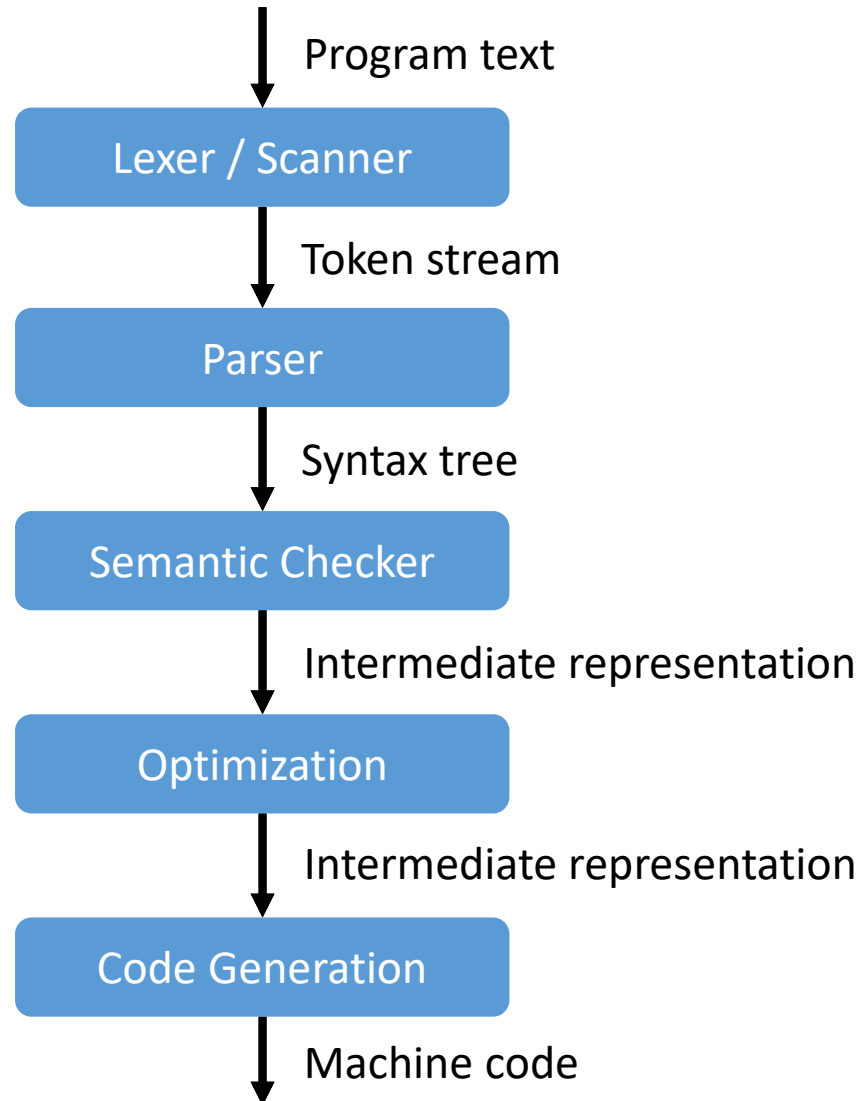 Program text
Lexer / Scanner
Token stream
Parser
Syntax tree
Semantic Checker
Intermediate representation
Optimization
Intermediate representation
Code Generation
Machine code